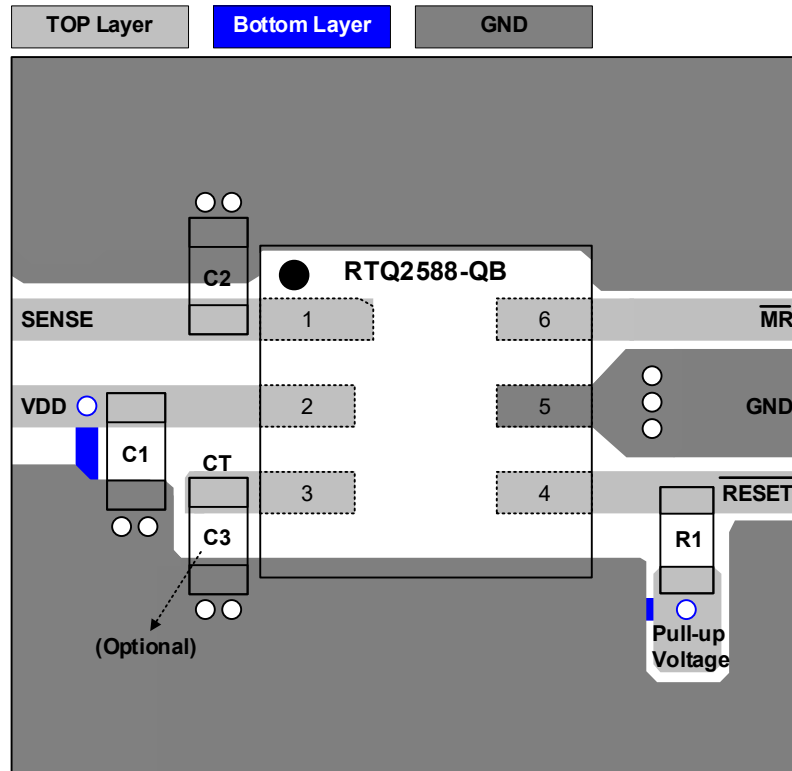 TOP Layer
Bottom Layer
GND
C2
RTQ2588-QB
SENSE
1
6
MR
VDD
2
5
GND
C1
CT
3
4
RESET
C3
R1
(Optional)
Pull-up
Voltage